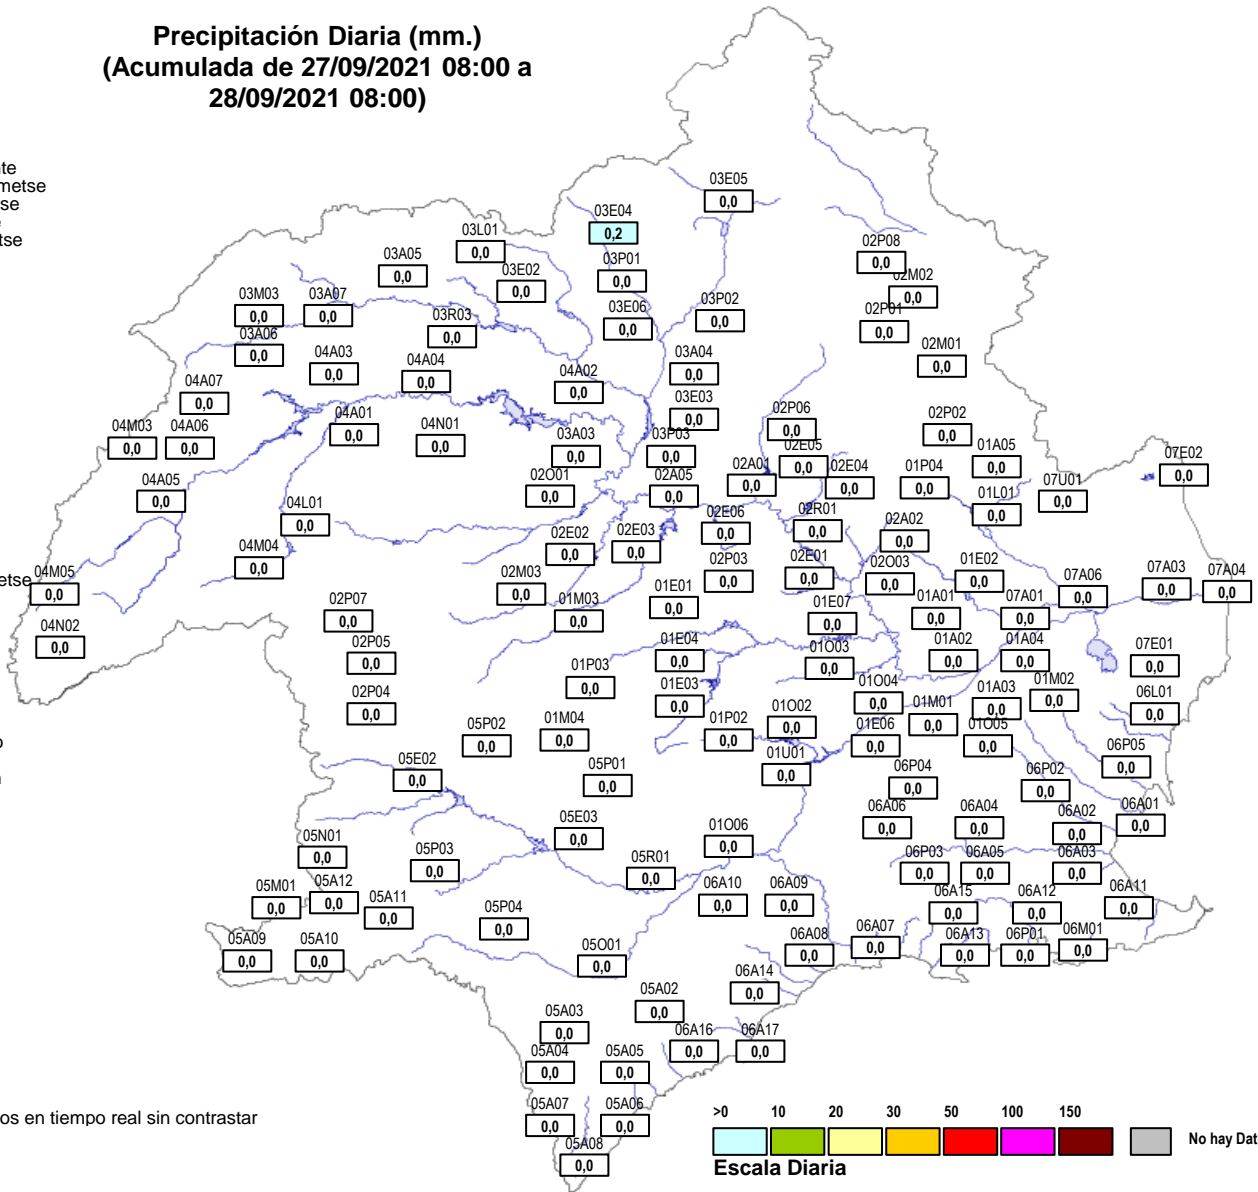 Precipitación Diaria (mm.)
(Acumulada de 27/09/2021 08:00 a
28/09/2021 08:00)
03E05
0,0
03E04
0,2
03L01
0,0
03A05
0,0
03E02
0,0
03P01
0,0
02P08
0,0
02M02
0,0
03M03
0,0
03A07
0,0
03R03
0,0
03E06
0,0
03P02
0,0
02P01
0,0
03A06
0,0
04A03
0,0
04A04
0,0
04A02
0,0
03A04
0,0
02M01
0,0
04A07
0,0
03E03
0,0
04M03
0,0
04A06
0,0
04A01
0,0
04N01
0,0
03A03
0,0
03P03
0,0
02P06
0,0
02E05
0,0
02P02
0,0
01A05
0,0
07E02
0,0
04A05
0,0
02O01
0,0
02A05
0,0
02A01
0,0
02E04
0,0
01P04
0,0
01L01
0,0
07U01
0,0
04L01
0,0
02E06
0,0
02R01
0,0
02A02
0,0
04M04
0,0
02E02
0,0
02E03
0,0
04M05
0,0
02M03
0,0
02P03
0,0
02E01
0,0
02O03
0,0
01E02
0,0
07A06
0,0
07A03
0,0
07A04
0,0
04N02
0,0
02P07
0,0
01M03
0,0
01E01
0,0
01E07
0,0
01A01
0,0
07A01
0,0
02P05
0,0
01E04
0,0
01O03
0,0
01A02
0,0
01A04
0,0
07E01
0,0
01P03
0,0
01E03
0,0
01O04
0,0
01A03
0,0
01M02
0,0
06L01
0,0
02P04
0,0
05P02
0,0
01M04
0,0
01P02
0,0
01O02
0,0
01E06
0,0
01M01
0,0
01O05
0,0
05E02
0,0
05P01
0,0
01U01
0,0
06P04
0,0
06P02
0,0
06P05
0,0
05E03
0,0
01O06
0,0
06A06
0,0
06A04
0,0
06A02
0,0
06A01
0,0
05N01
0,0
05P03
0,0
05R01
0,0
06P03
0,0
06A05
0,0
06A03
0,0
05M01
0,0
05A12
0,0
05A11
0,0
06A10
0,0
06A09
0,0
06A15
0,0
06A12
0,0
06A11
0,0
05A09
0,0
05A10
0,0
05P04
0,0
05O01
0,0
06A08
0,0
06A07
0,0
06A13
0,0
06P01
0,0
06M01
0,0
06A14
0,0
05A02
0,0
05A03
0,0
06A16
0,0
06A17
0,0
05A04
0,0
05A05
0,0
05A07
0,0
05A06
0,0
05A08
0,0
os en tiempo real sin contrastar
>0 10 20 30 50 100 150
No hay Dat
Escala Diaria